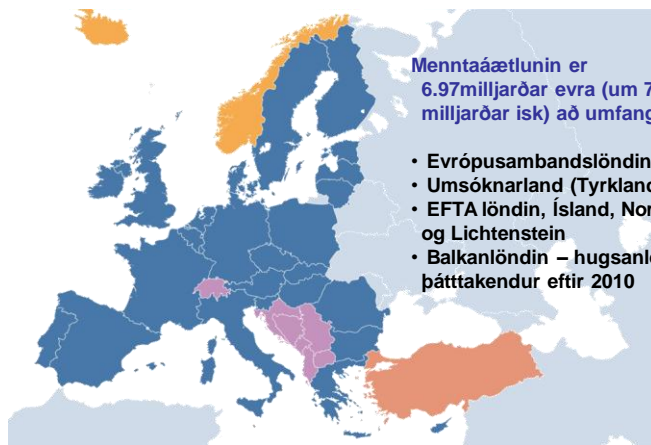 Menntaáætlunin er
6.97milljarðar evra (um 7
milljarðar isk) að umfang
• Evrópusambandslöndin
• Umsóknarland (Tyrkland
• EFTA löndin, Ísland, Nor
og Lichtenstein
• Balkanlöndin – hugsanle
þátttakendur eftir 2010